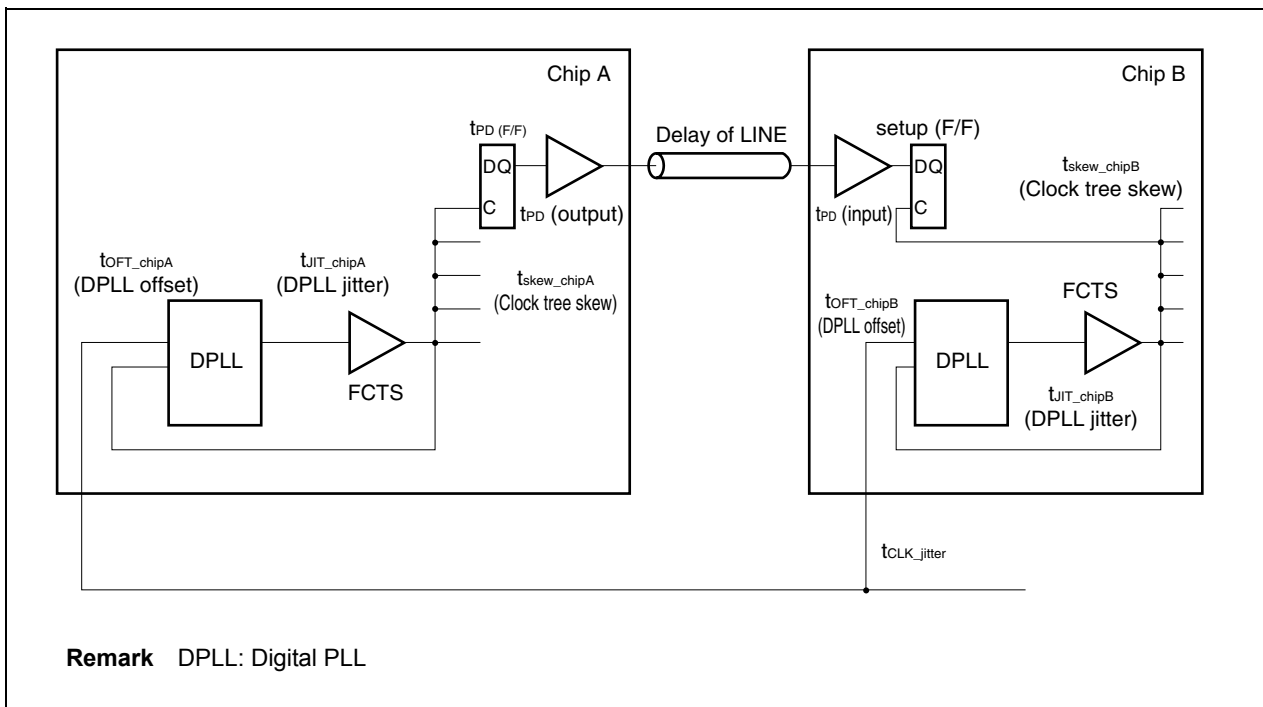 Chip A
tPD (F/F)
DQ
C
tPD (output)
Delay of LINE
tOFT_chipA
(DPLL offset)
tJIT_chipA
(DPLL jitter)
tskew_chipA
(Clock tree skew)
DPLL
FCTS
Chip B
setup (F/F)
DQ
C
tPD (input)
tskew_chipB
(Clock tree skew)
tOFT_chipB
(DPLL offset)
FCTS
DPLL
tJIT_chipB
(DPLL jitter)
tCLK_jitter
Remark DPLL: Digital PLL